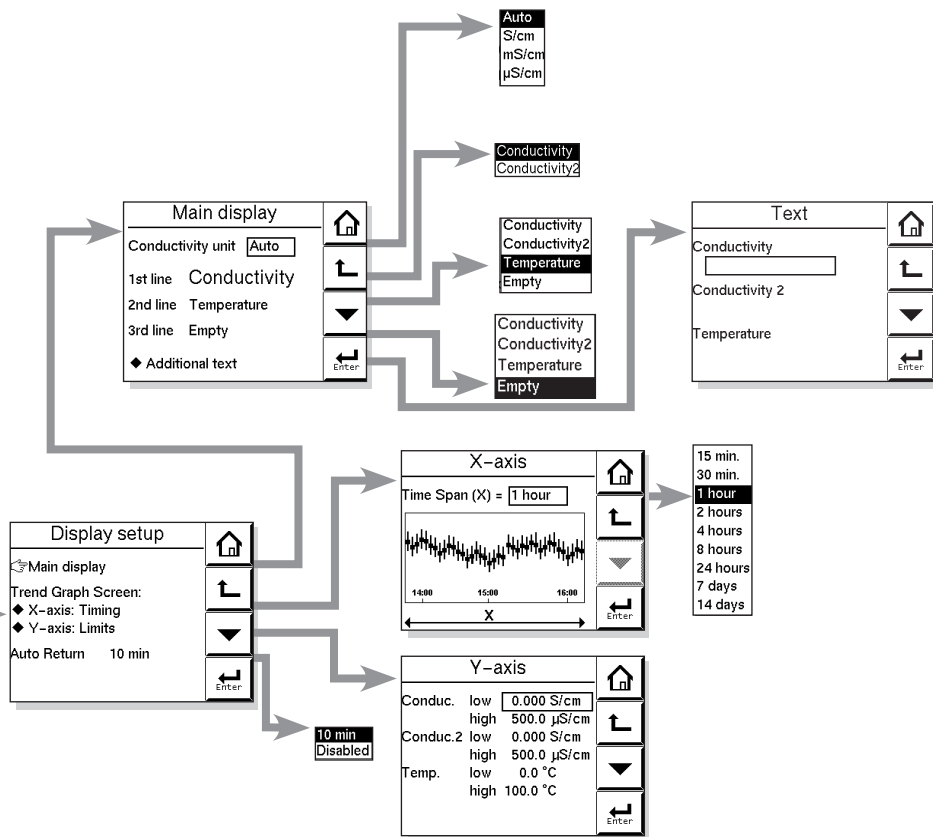 Auto
S/cm
mS/cm
µS/cm
Conductivity
Conductivity2
Main display
Conductivity unit Auto
1st line Conductivity
2nd line Temperature
3rd line Empty
◆ Additional text
Enter
Conductivity
Conductivity2
Temperature
Empty
Conductivity
Conductivity2
Temperature
Empty
Text
Conductivity
Conductivity 2
Temperature
Enter
Display setup
Main display
Trend Graph Screen:
◆ X-axis: Timing
◆ Y-axis: Limits
Auto Return 10 min
Enter
10 min
Disabled
X-axis
Time Span (X) = 1 hour
14:00 15:00 16:00
X
Enter
15 min.
30 min.
1 hour
2 hours
4 hours
8 hours
24 hours
7 days
14 days
Y-axis
Conduc. low 0.000 S/cm
high 500.0 µS/cm
Conduc.2 low 0.000 S/cm
high 500.0 µS/cm
Temp. low 0.0 °C
high 100.0 °C
Enter